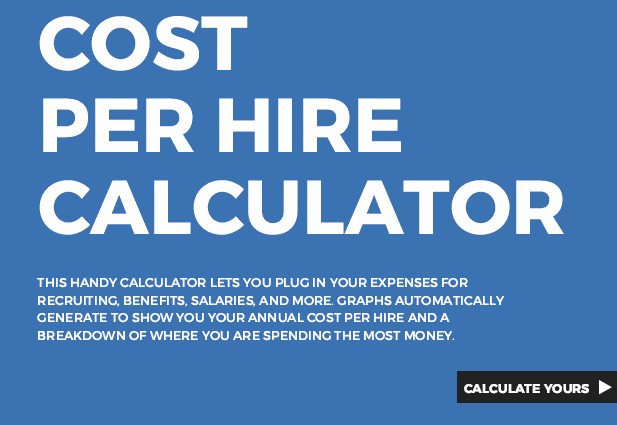 COST
PER HIRE
CALCULATOR
THIS HANDY CALCULATOR LETS YOU PLUG IN YOUR EXPENSES FOR
RECRUITING, BENEFITS, SALARIES, AND MORE. GRAPHS AUTOMATICALLY
GENERATE TO SHOW YOU YOUR ANNUAL COST PER HIRE AND A
BREAKDOWN OF WHERE YOU ARE SPENDING THE MOST MONEY.
CALCULATE YOURS